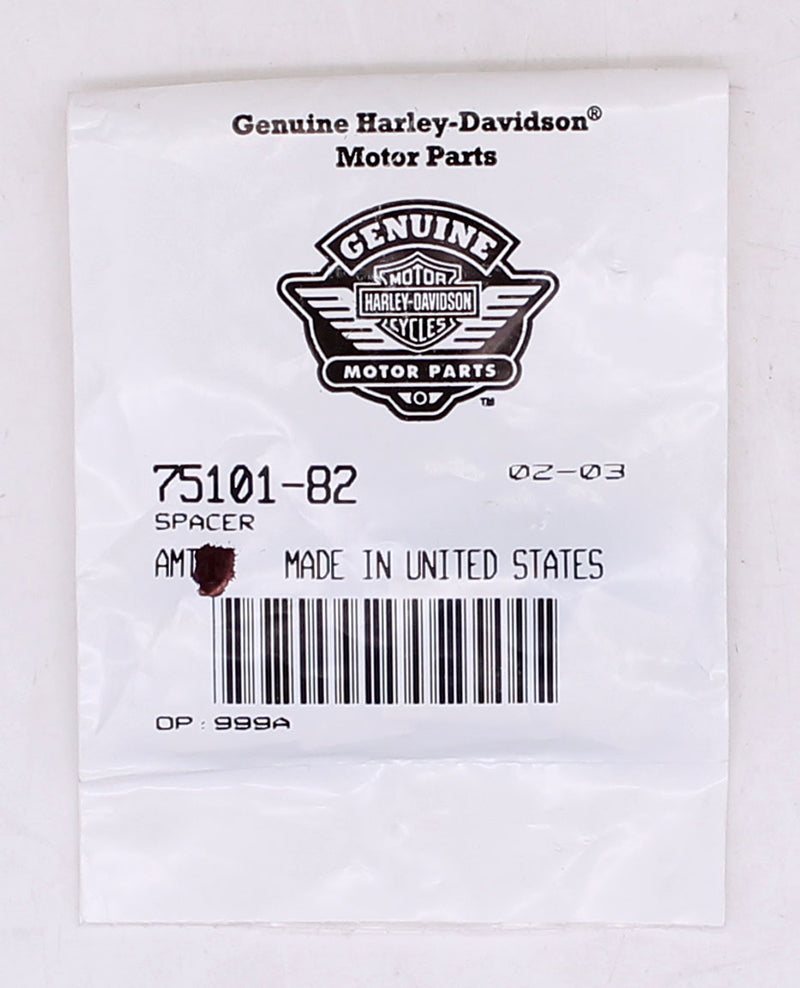 Genuine Harley-Davidson®
Motor Parts
GENUINE
MOTOR
HARLEY-DAVIDSON
CYCLES
MOTOR PARTS
™
75101-82 02-03
SPACER
AMT MADE IN UNITED STATES
OP:999A